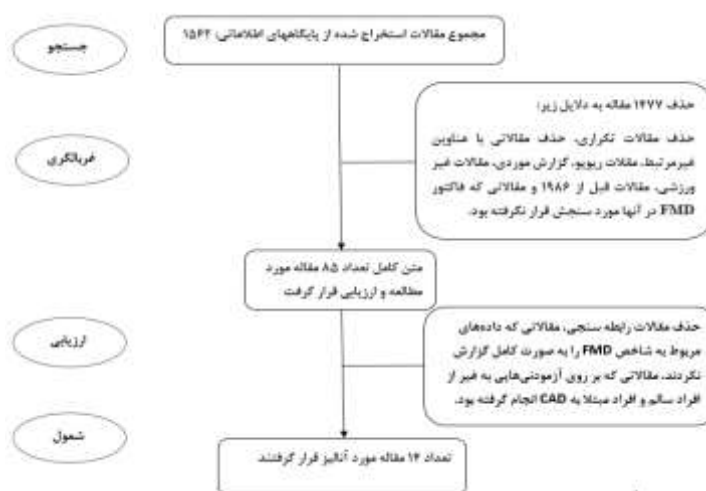 جستجو
مجموع مقالات استخراج شده از پایگاههای اطلاعاتی: ۱۵۶۲
حذف ۱۴۷۷ مقاله به دلایل زیر:
حذف مقالات تکراری، حذف مقالاتی با عناوین
غیرمرتبط، مقلات ریویو، گزارش موردی، مقالات غیر
ورزشی، مقالات قبل از ۱۹۸۶ و مقالاتی که فاکتور
FMD در آنها مورد سنجش قرار نگرفته بود.
غربالگری
متن کامل تعداد ۸۵ مقاله مورد
مطالعه و ارزیابی قرار گرفت
حذف مقالات رابطه سنجی، مقالاتی که داده‌های
مربوط به شاخص FMD را به صورت کامل گزارش
نکردند، مقالاتی که بر روی آزمودنی‌هایی به غیر از
افراد سالم و افراد مبتلا به CAD انجام گرفته بود.
ارزیابی
شمول
تعداد ۱۴ مقاله مورد آنالیز قرار گرفتند